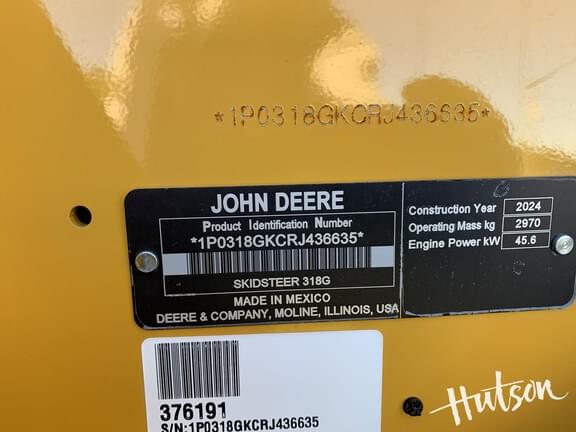 *1P0318GKCRJ436635*
JOHN DEERE
Product Identification Number
*1P0318GKCRJ436635*
SKIDSTEER 318G
MADE IN MEXICO
DEERE & COMPANY, MOLINE, ILLINOIS, USA
Construction Year 2024
Operating Mass kg 2970
Engine Power kW 45.6
376191
S/N:1P0318GKCRJ436635
Hutson